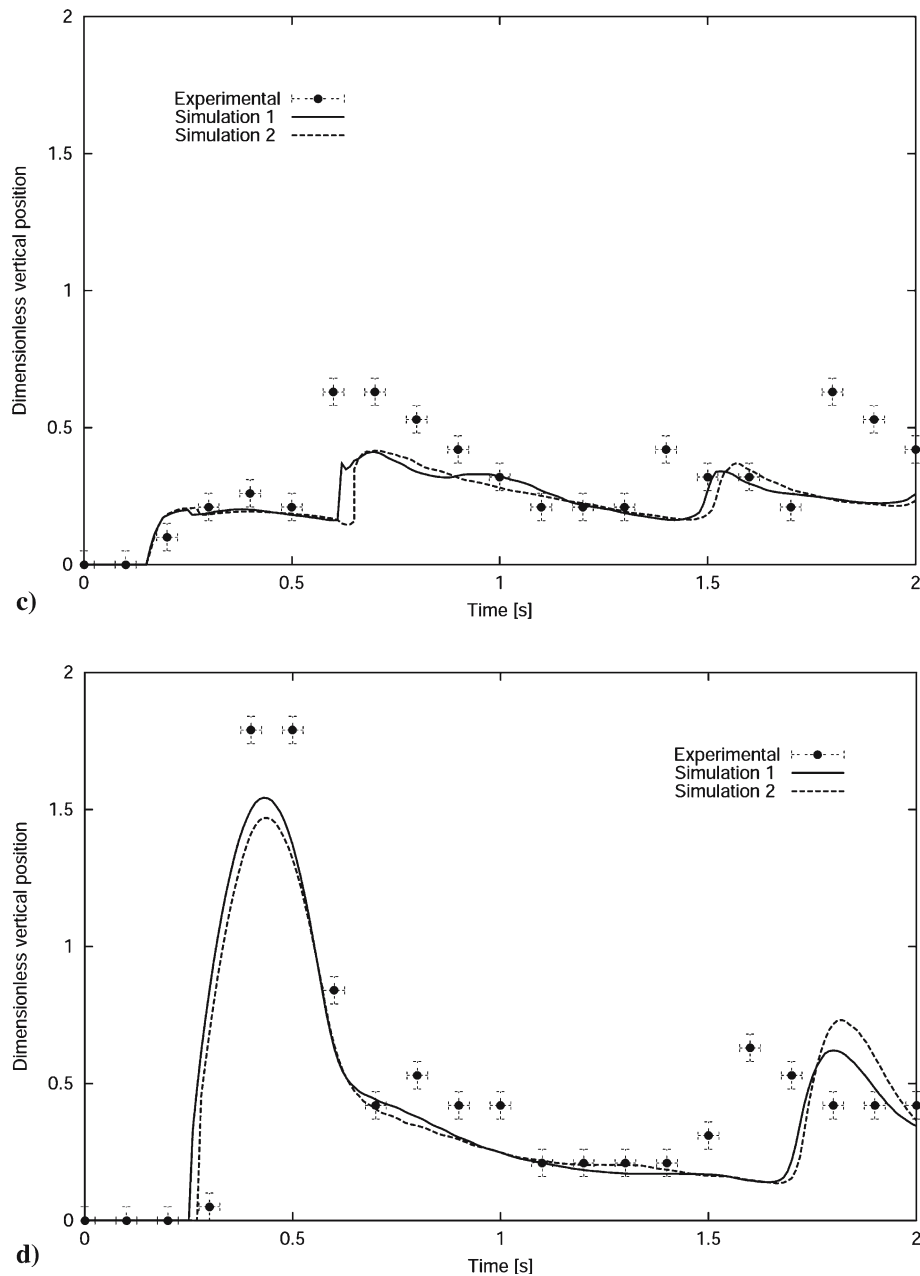 2
1.5
1
0.5
0
Dimensionless vertical position
Experimental
Simulation 1
Simulation 2
0 0.5 1 1.5 2
Time [s]
c)
2
1.5
1
0.5
0
Dimensionless vertical position
Experimental
Simulation 1
Simulation 2
0 0.5 1 1.5 2
Time [s]
d)